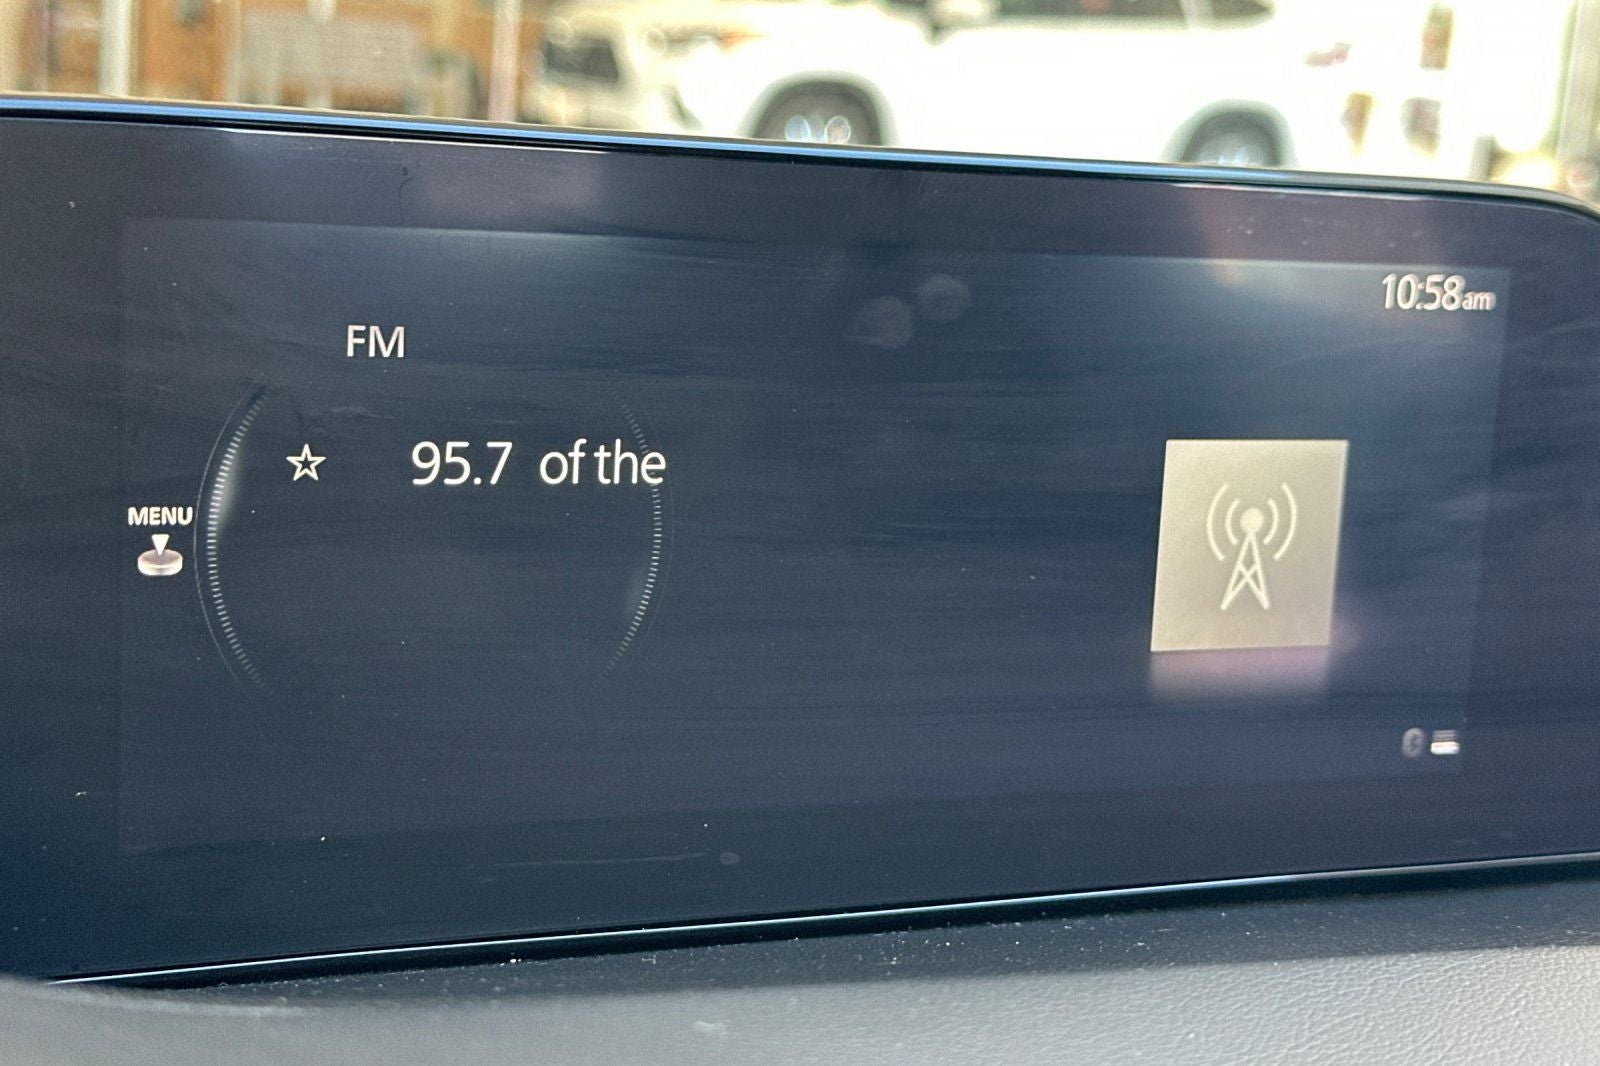 10:58am
FM
☆ 95.7 of the
MENU